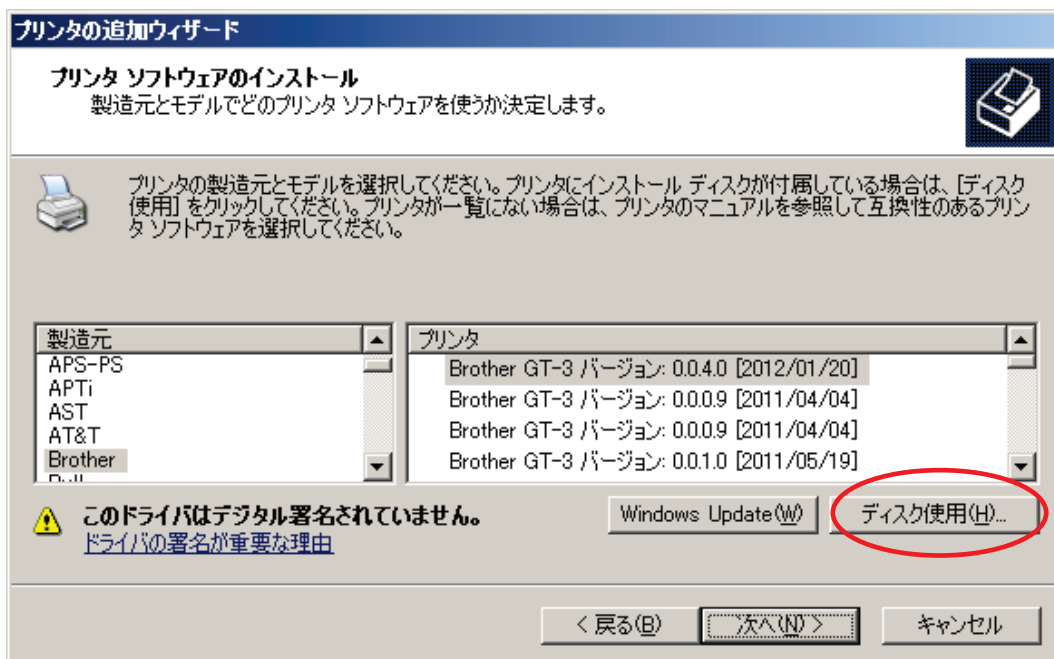 プリンタの追加ウィザード
プリンタ ソフトウェアのインストール
製造元とモデルでどのプリンタ ソフトウェアを使うか決定します。
プリンタの製造元とモデルを選択してください。プリンタにインストール ディスクが付属している場合は、[ディスク
使用] をクリックしてください。プリンタが一覧にない場合は、プリンタのマニュアルを参照して互換性のあるプリン
タ ソフトウェアを選択してください。
製造元
APS-PS
APTi
AST
AT&T
Brother
プリンタ
Brother GT-3 バージョン: 0.0.4.0 [2012/01/20]
Brother GT-3 バージョン: 0.0.0.9 [2011/04/04]
Brother GT-3 バージョン: 0.0.0.9 [2011/04/04]
Brother GT-3 バージョン: 0.0.1.0 [2011/05/19]
このドライバはデジタル署名されていません。
ドライバの署名が重要な理由
Windows Update(W)
ディスク使用(H)...
< 戻る(B)
次へ(N) >
キャンセル